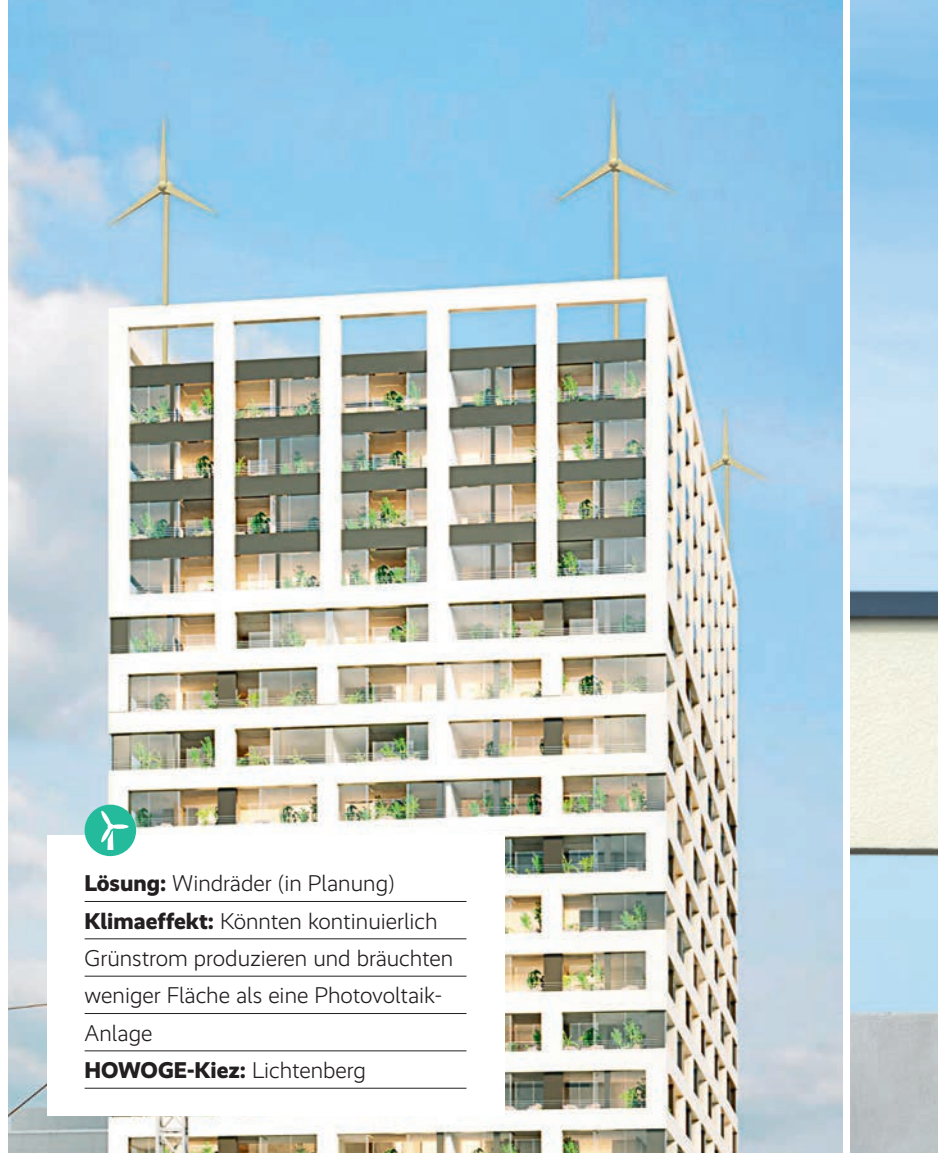 Lösung: Windräder (in Planung)
Klimaeffekt: Könnten kontinuierlich
Grünstrom produzieren und bräuchten
weniger Fläche als eine Photovoltaik-
Anlage
HOWOGE-Kiez: Lichtenberg